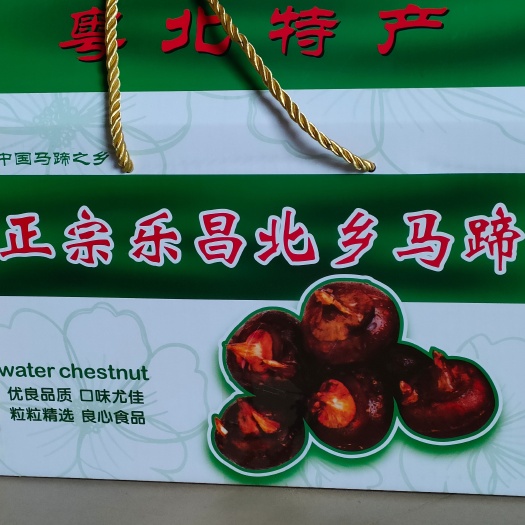 粤北特产
中国马蹄之乡
正宗乐昌北乡马蹄
water chestnut
优良品质 口味尤佳
粒粒精选 良心食品